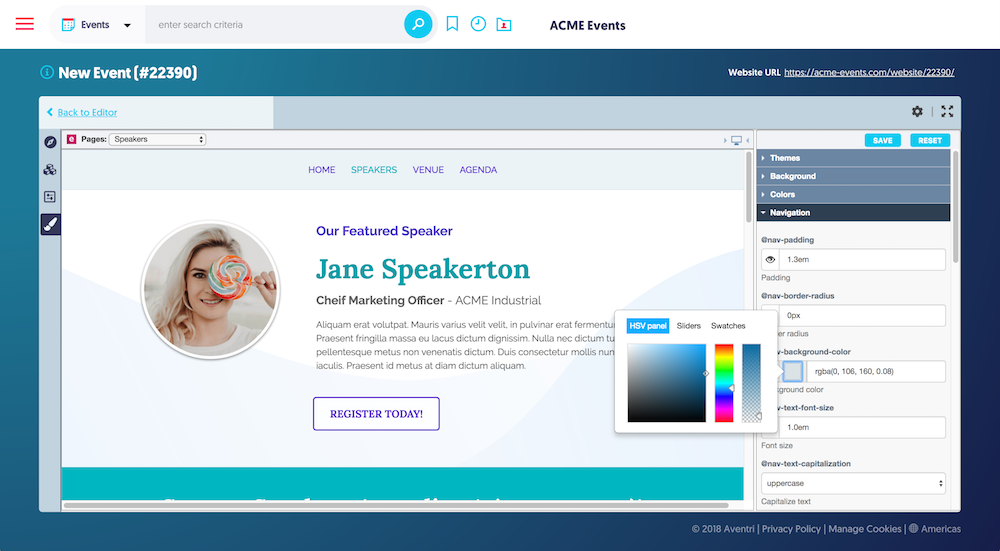 Events
enter search criteria
ACME Events
New Event (#22390)
Website URL https://acme-events.com/website/22390/
Back to Editor
e Pages: Speakers
SAVE RESET
HOME SPEAKERS VENUE AGENDA
Our Featured Speaker
Jane Speakerton
Cheif Marketing Officer - ACME Industrial
Aliquam erat volutpat. Mauris varius velit velit, in pulvinar erat fermentu
Praesent fringilla massa eu lacus dictum dignissim. Nulla nec dictum tu
pellentesque metus non venenatis dictum. Duis consectetur mollis nun
iaculis. Praesent id metus at diam dictum aliquam.
REGISTER TODAY!
Themes
Background
Colors
Navigation
@nav-padding
1.3em
Padding
@nav-border-radius
0px
er radius
HSV panel Sliders Swatches
v-background-color
rgba(0, 106, 160, 0.08)
ground color
v-text-font-size
1.0em
Font size
@nav-text-capitalization
uppercase
Capitalize text
© 2018 Aventri | Privacy Policy | Manage Cookies | Americas